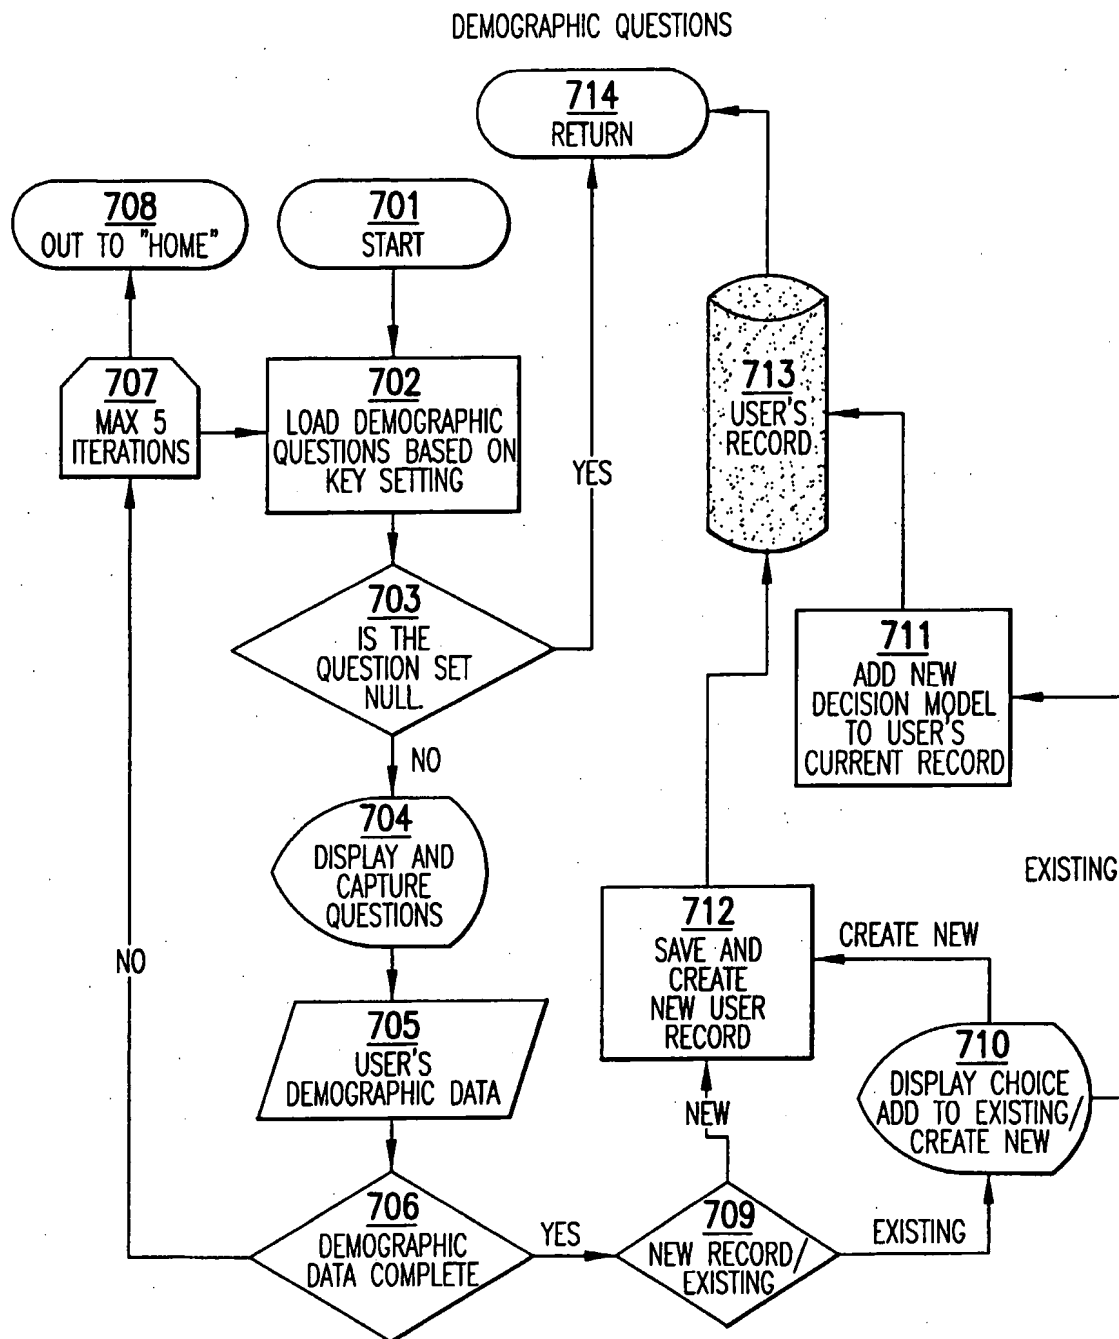 DEMOGRAPHIC QUESTIONS
714
RETURN
708
OUT TO "HOME"
701
START
707
MAX 5
ITERATIONS
702
LOAD DEMOGRAPHIC
QUESTIONS BASED ON
KEY SETTING
YES
713
USER'S
RECORD
703
IS THE
QUESTION SET
NULL.
NO
711
ADD NEW
DECISION MODEL
TO USER'S
CURRENT RECORD
704
DISPLAY AND
CAPTURE
QUESTIONS
EXISTING
NO
712
SAVE AND
CREATE
NEW USER
RECORD
CREATE NEW
705
USER'S
DEMOGRAPHIC DATA
710
DISPLAY CHOICE
ADD TO EXISTING/
CREATE NEW
NEW
706
DEMOGRAPHIC
DATA COMPLETE
YES
709
NEW RECORD/
EXISTING
EXISTING